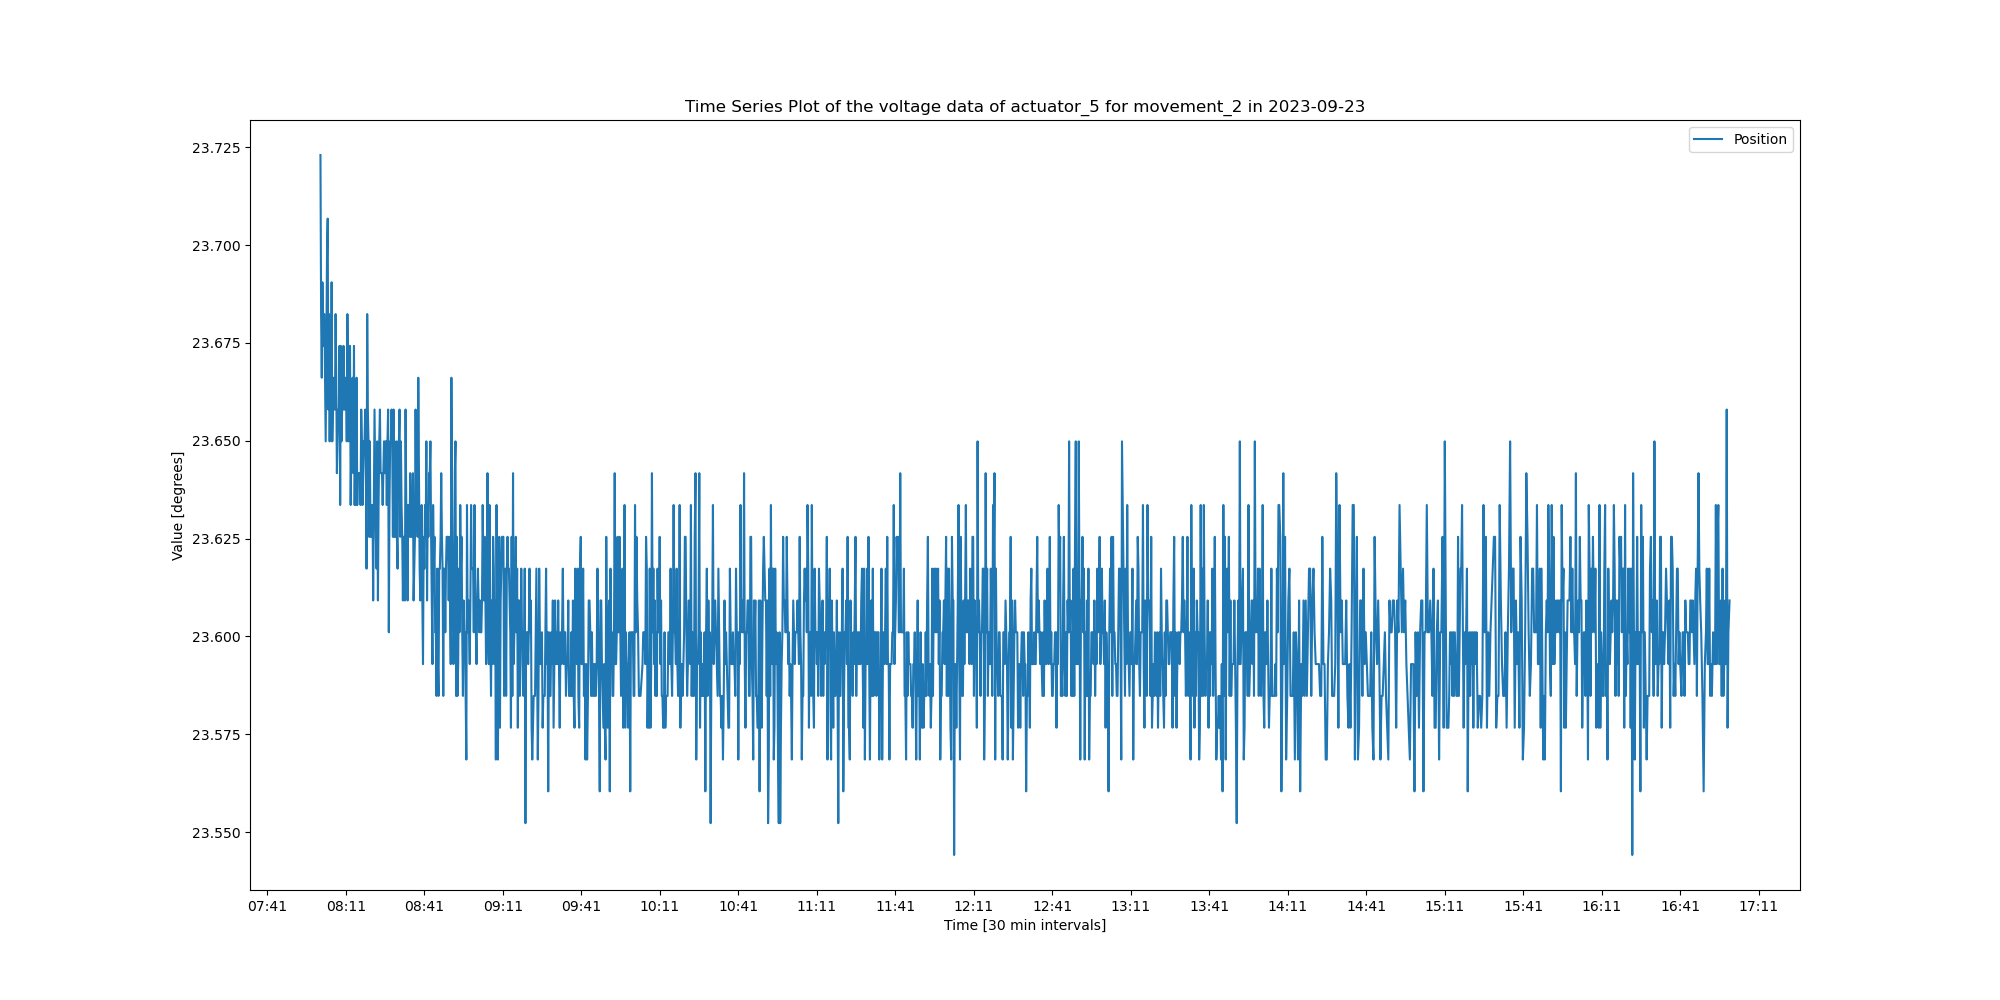 Time Series Plot of the voltage data of actuator_5 for movement_2 in 2023-09-23
Position
23.725
23.700
23.675
23.650
23.625
23.600
23.575
23.550
Value [degrees]
07:41 08:11 08:41 09:11 09:41 10:11 10:41 11:11 11:41 12:11 12:41 13:11 13:41 14:11 14:41 15:11 15:41 16:11 16:41 17:11
Time [30 min intervals]